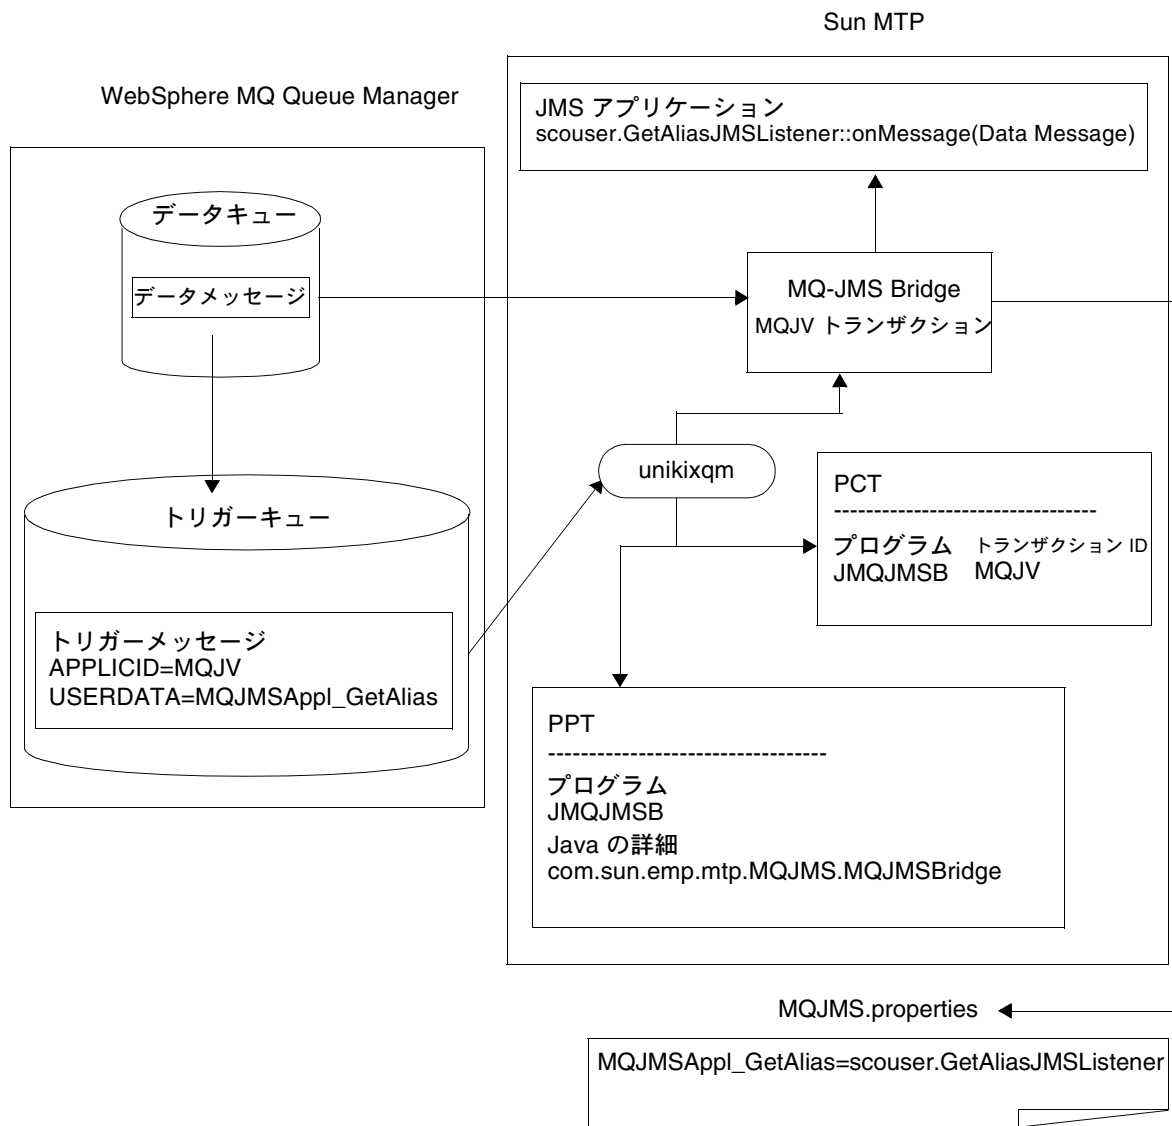 Sun MTP
WebSphere MQ Queue Manager
JMS アプリケーション
scouser.GetAliasJMSListener::onMessage(Data Message)
データキュー
データメッセージ
MQ-JMS Bridge
MQJV トランザクション
unikixqm
トリガーキュー
PCT
--------------------------------
プログラム トランザクション ID
JMQJMSB MQJV
トリガーメッセージ
APPLICID=MQJV
USERDATA=MQJMSAppl_GetAlias
PPT
----------------------------------
プログラム
JMQJMSB
Java の詳細
com.sun.emp.mtp.MQJMS.MQJMSBridge
MQJMS.properties
MQJMSAppl_GetAlias=scouser.GetAliasJMSListener